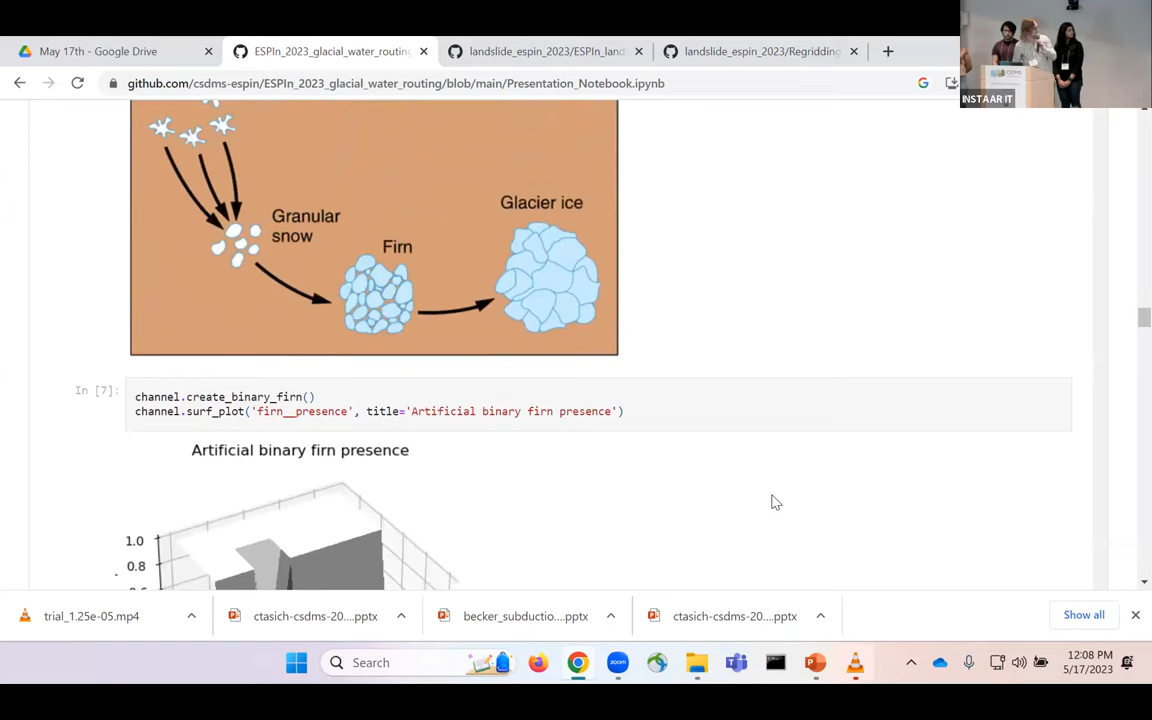 May 17th - Google Drive
ESPIn_2023_glacial_water_routing
landslide_espin_2023/ESPIn_land
landslide_espin_2023/Regridding
github.com/csdms-espin/ESPIn_2023_glacial_water_routing/blob/main/Presentation_Notebook.ipynb
CSDMS
INSTAAR IT
Granular
snow
Firn
Glacier ice
In [7]:
channel.create_binary_firn()
channel.surf_plot('firn__presence', title='Artificial binary firn presence')
Artificial binary firn presence
1.0
0.8
trial_1.25e-05.mp4
ctasich-csdms-20....pptx
becker_subductio....pptx
ctasich-csdms-20....pptx
Show all
Search
12:08 PM
5/17/2023